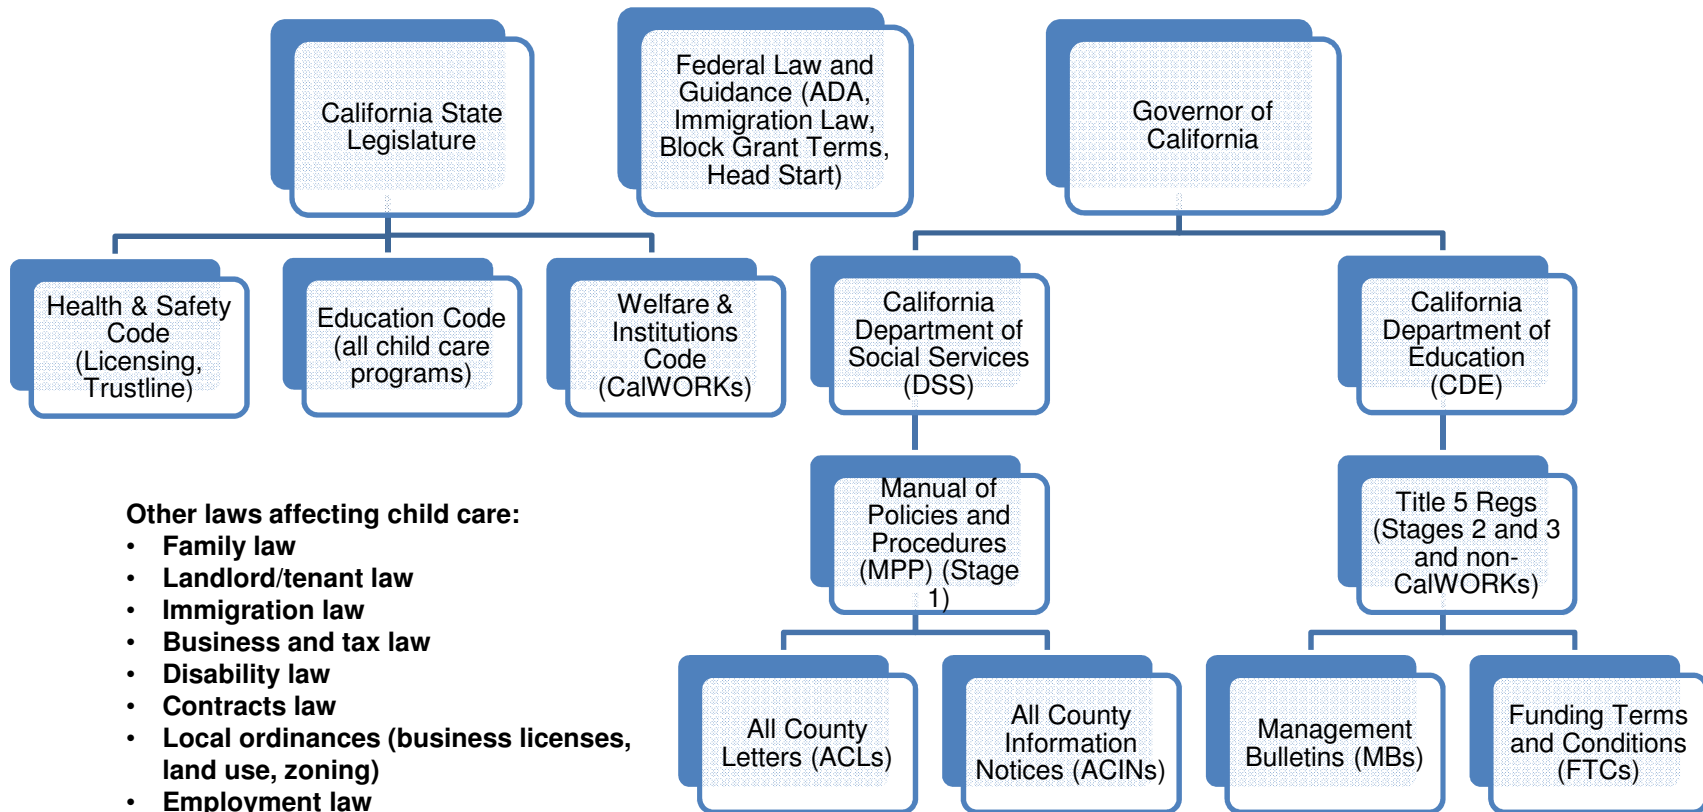 California State
Legislature
Federal Law and
Guidance (ADA,
Immigration Law,
Block Grant Terms,
Head Start)
Governor of
California
Health & Safety
Code
(Licensing,
Trustline)
Education Code
(all child care
programs)
Welfare &
Institutions
Code
(CalWORKs)
California
Department of
Social Services
(DSS)
California
Department of
Education
(CDE)
Manual of
Policies and
Procedures
(MPP) (Stage
1)
Title 5 Regs
(Stages 2 and 3
and non-
CalWORKs)
Other laws affecting child care:
• Family law
• Landlord/tenant law
• Immigration law
• Business and tax law
• Disability law
• Contracts law
• Local ordinances (business licenses,
land use, zoning)
• Employment law
All County
Letters (ACLs)
All County
Information
Notices (ACINs)
Management
Bulletins (MBs)
Funding Terms
and Conditions
(FTCs)